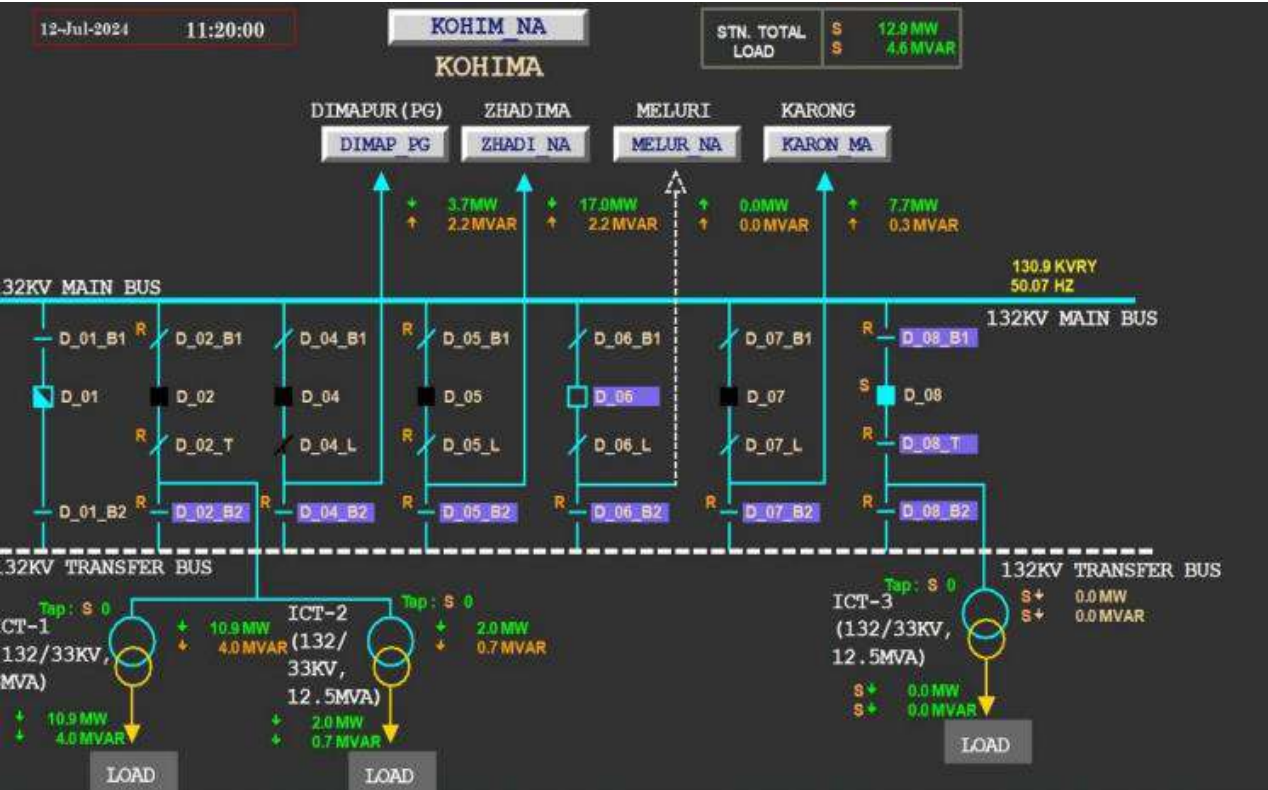 12-Jul-2024 11:20:00
KOHIM_NA
KOHIMA
STN. TOTAL LOAD
S 12.9 MW
S 4.6 MVAR
DIMAPUR(PG) ZHADIMA MELURI KARONG
DIMAP_PG ZHADI_NA MELUR_NA KARON_MA
3.7MW 17.0MW 0.0MW 7.7MW
2.2MVAR 2.2MVAR 0.0 MVAR 0.3 MVAR
130.9 KVRY
50.07 HZ
32KV MAIN BUS
132KV MAIN BUS
D_01_B1 R D_02_B1 D_04_B1 R D_05_B1 D_06_B1 D_07_B1 R D_08_B1
D_01 D_02 D_04 D_05 D_06 D_07 S D_08
R D_02_T D_04_L R D_05_L D_06_L D_07_L R D_08_T
D_01_B2 R D_02_B2 R D_04_B2 R D_05_B2 R D_06_B2 R D_07_B2 R D_08_B2
132KV TRANSFER BUS
132KV TRANSFER BUS
Tap: S 0
CT-1
132/33KV,
MVA)
10.9 MW
4.0 MVAR
10.9 MW
4.0 MVAR
LOAD
ICT-2
(132/
33KV,
12.5MVA)
Tap: S 0
2.0 MW
0.7 MVAR
2.0 MW
0.7 MVAR
LOAD
Tap: S 0
ICT-3
(132/33KV,
12.5MVA)
S 0.0 MW
S 0.0 MVAR
S 0.0 MW
S 0.0 MVAR
LOAD